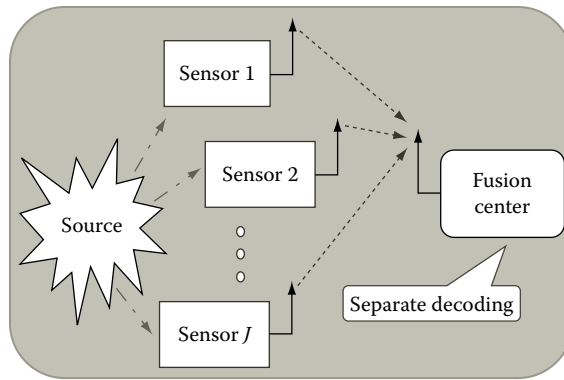 Sensor 1
Sensor 2
Source
Fusion
center
Separate decoding
Sensor J